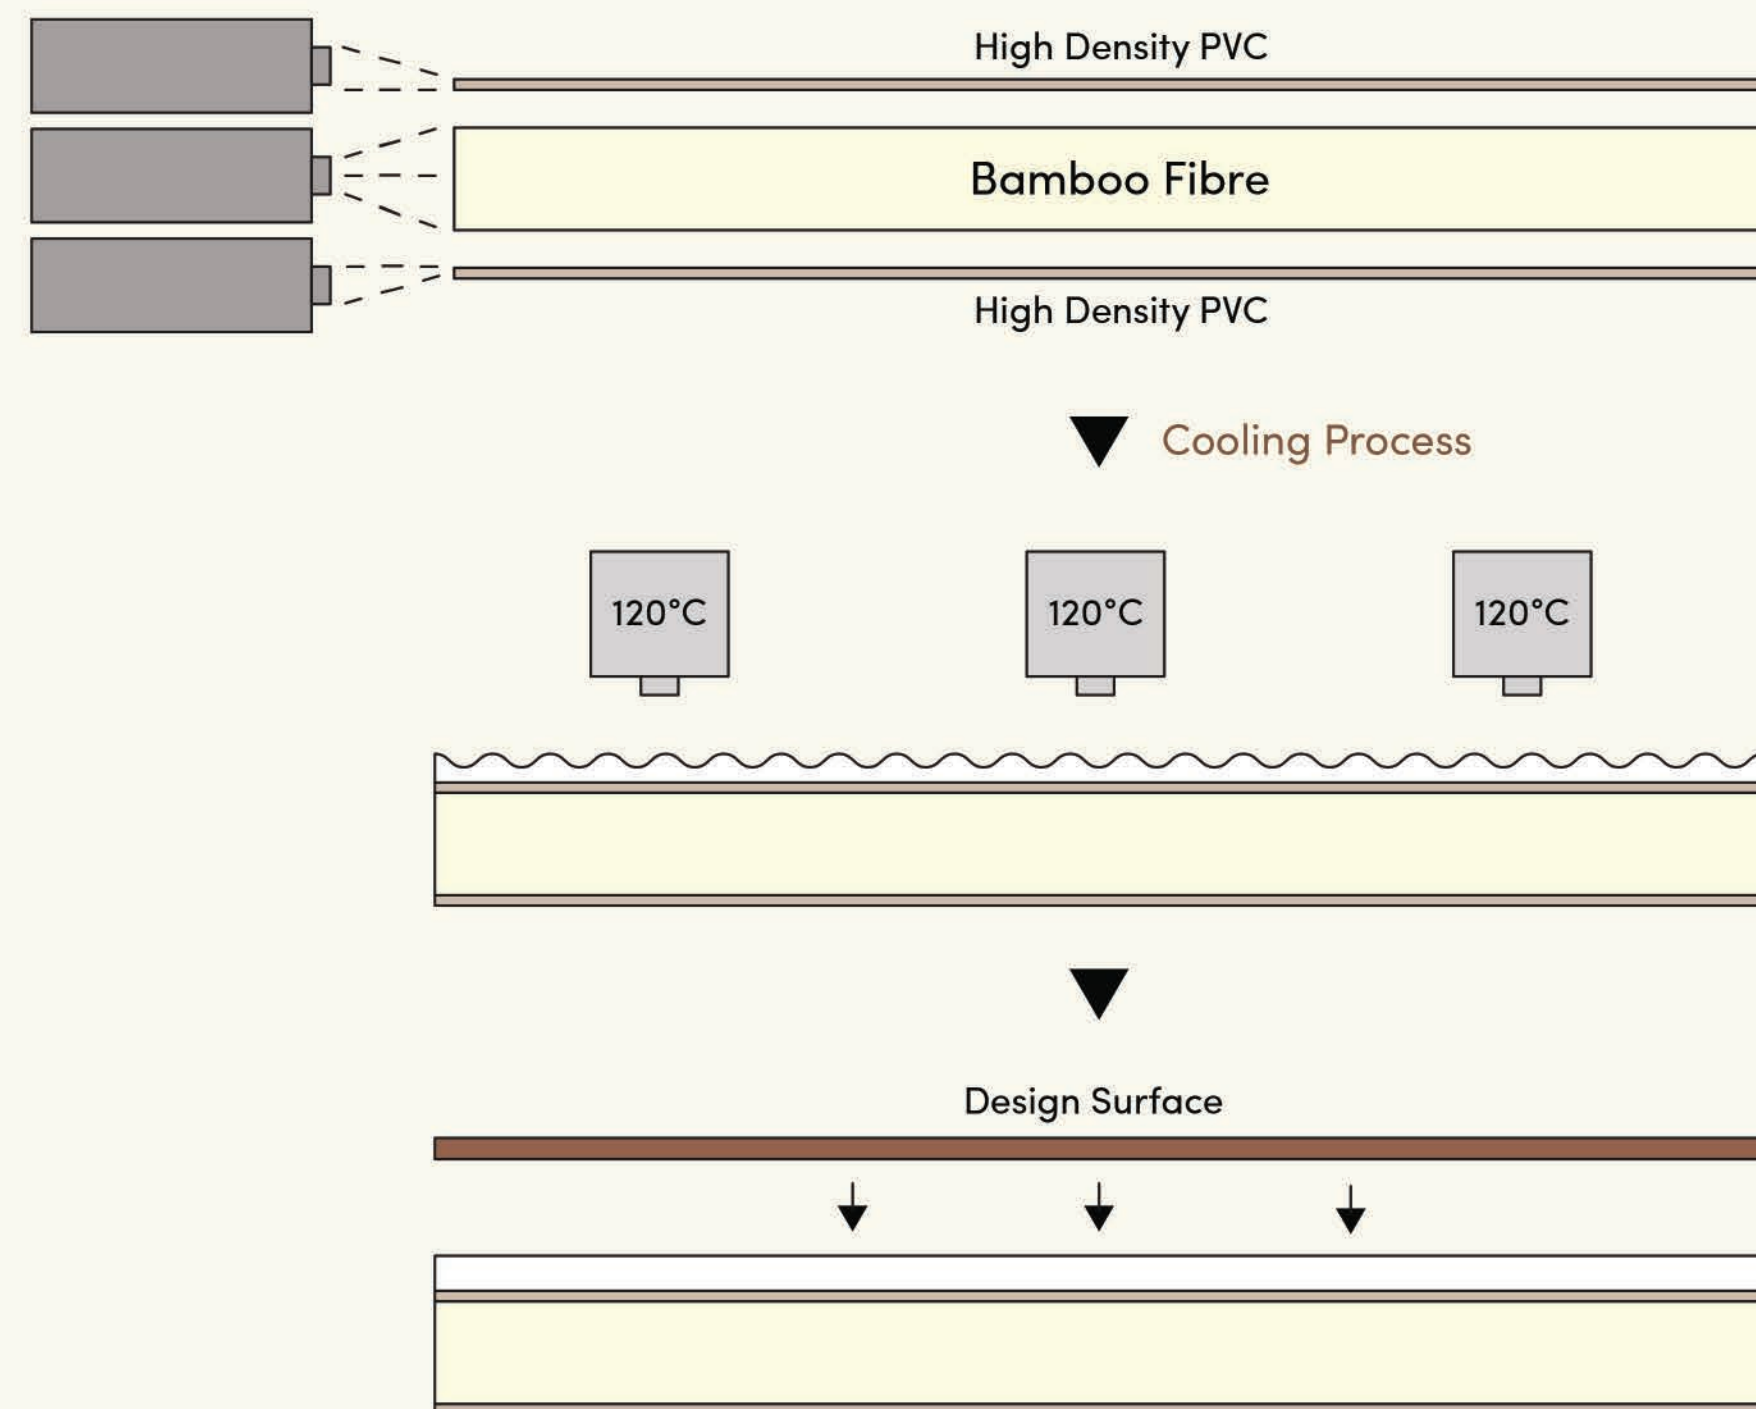 High Density PVC
Bamboo Fibre
High Density PVC
Cooling Process
120°C
120°C
120°C
Design Surface